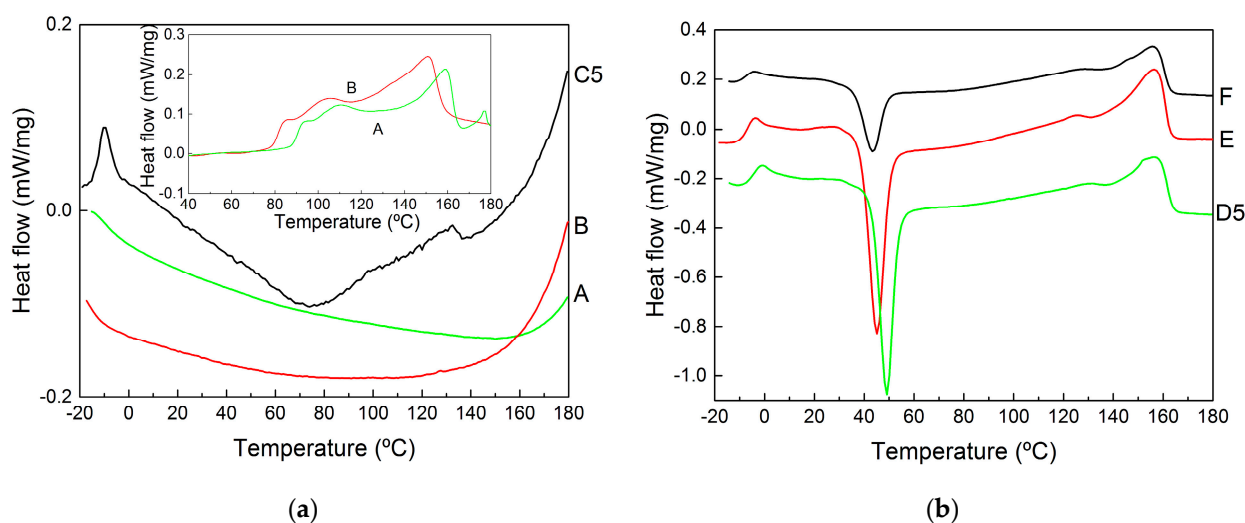 0.2
0.0
-0.2
Heat flow (mW/mg)
-20 0 20 40 60 80 100 120 140 160 180
Temperature (ºC)
C5
B
A
0.3
0.2
0.1
0.0
-0.1
Heat flow (mW/mg)
40 60 80 100 120 140 160 180
Temperature (ºC)
B
A
(a)
0.4
0.2
0.0
-0.2
-0.4
-0.6
-0.8
-1.0
Heat flow (mW/mg)
-20 0 20 40 60 80 100 120 140 160 180
Temperature (ºC)
F
E
D5
(b)